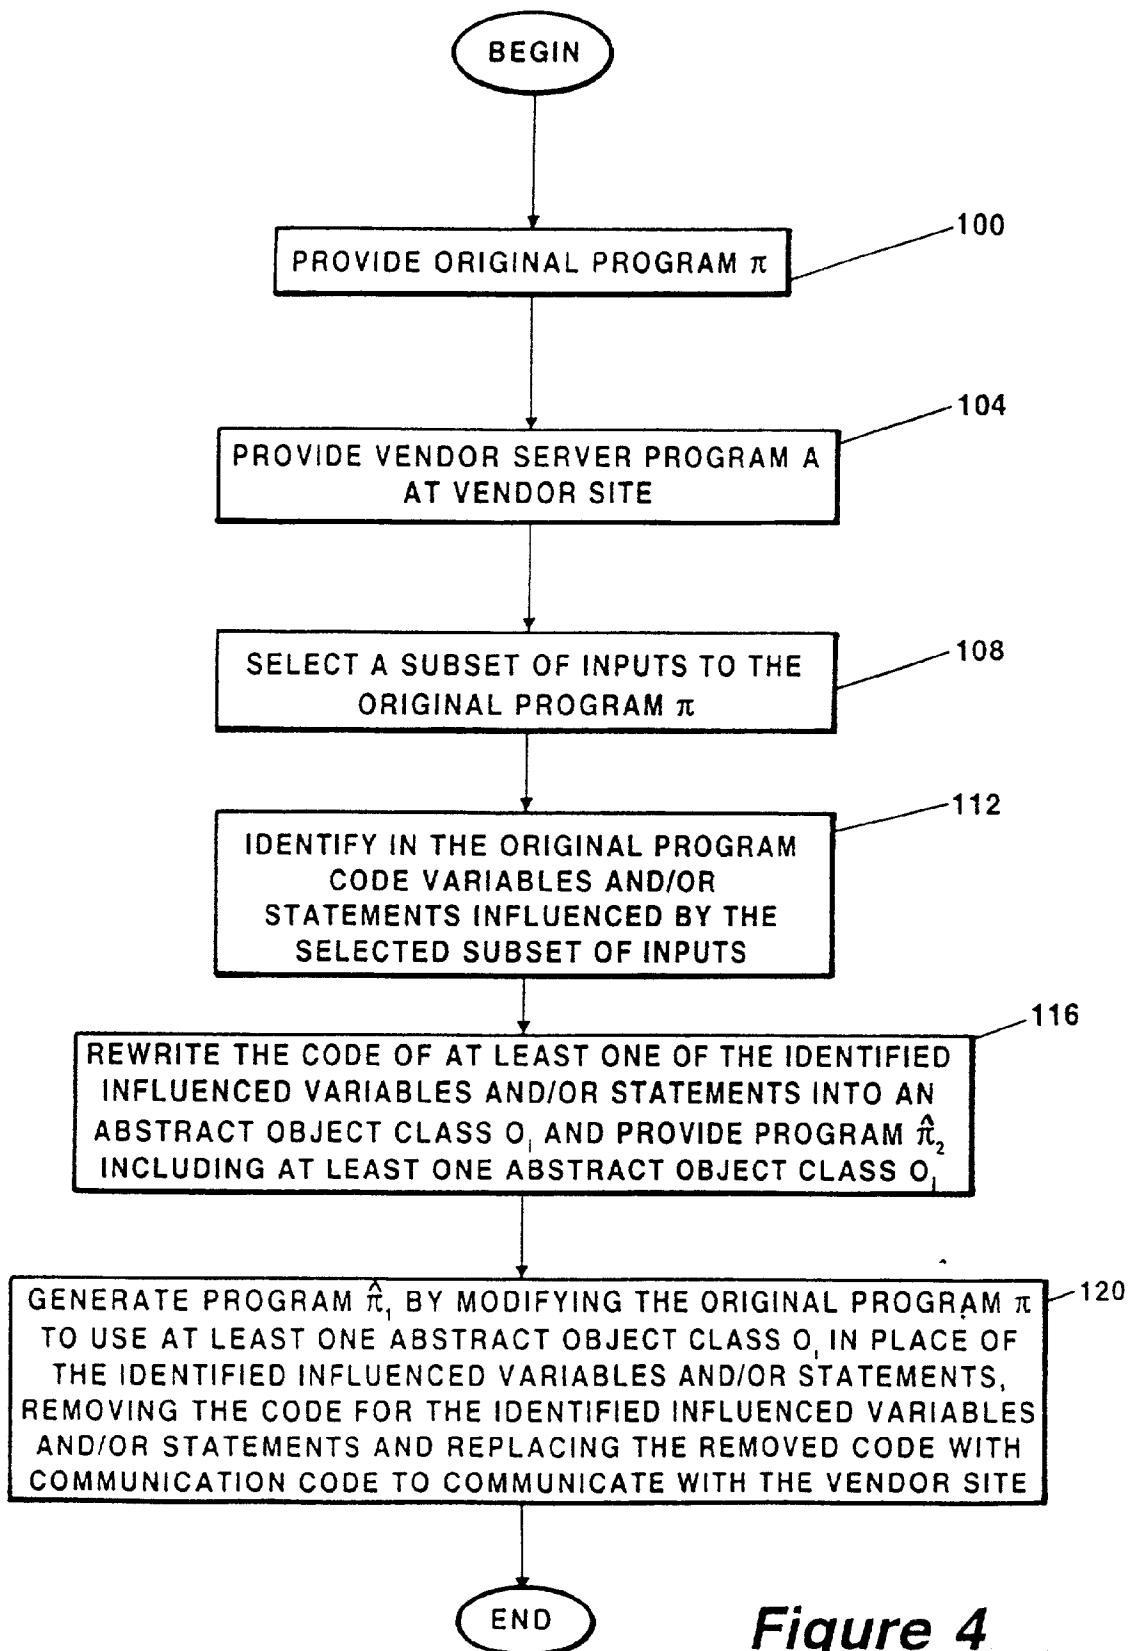 BEGIN
100
PROVIDE ORIGINAL PROGRAM π
104
PROVIDE VENDOR SERVER PROGRAM A
AT VENDOR SITE
108
SELECT A SUBSET OF INPUTS TO THE
ORIGINAL PROGRAM π
112
IDENTIFY IN THE ORIGINAL PROGRAM
CODE VARIABLES AND/OR
STATEMENTS INFLUENCED BY THE
SELECTED SUBSET OF INPUTS
116
REWRITE THE CODE OF AT LEAST ONE OF THE IDENTIFIED
INFLUENCED VARIABLES AND/OR STATEMENTS INTO AN
ABSTRACT OBJECT CLASS O₁ AND PROVIDE PROGRAM π̂₂
INCLUDING AT LEAST ONE ABSTRACT OBJECT CLASS O₁
120
GENERATE PROGRAM π̂₁ BY MODIFYING THE ORIGINAL PROGRAM π
TO USE AT LEAST ONE ABSTRACT OBJECT CLASS O₁ IN PLACE OF
THE IDENTIFIED INFLUENCED VARIABLES AND/OR STATEMENTS,
REMOVING THE CODE FOR THE IDENTIFIED INFLUENCED VARIABLES
AND/OR STATEMENTS AND REPLACING THE REMOVED CODE WITH
COMMUNICATION CODE TO COMMUNICATE WITH THE VENDOR SITE
END
Figure 4